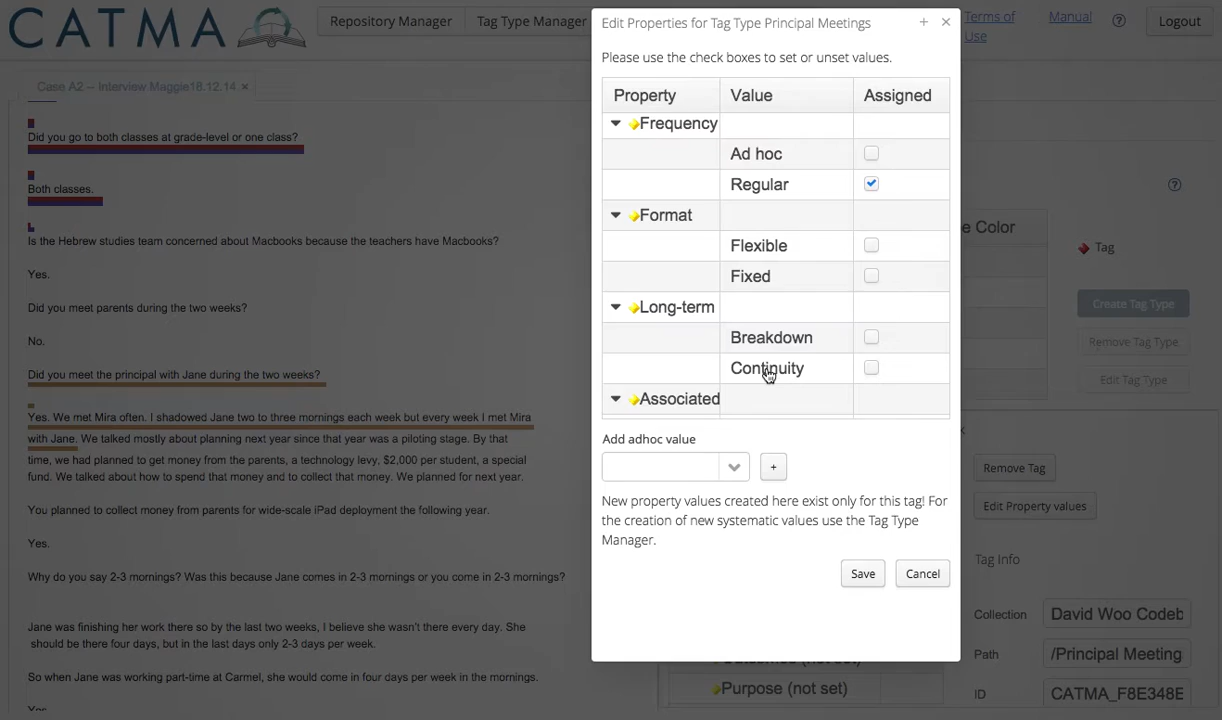 CATMA
Repository Manager
Tag Type Manager
Terms of
Use
Manual
?
Logout
Case A2 -- Interview Maggie18.12.14 ×
Did you go to both classes at grade-level or one class?
Both classes.
Is the Hebrew studies team concerned about Macbooks because the teachers have Macbooks?
Yes.
Did you meet parents during the two weeks?
No.
Did you meet the principal with Jane during the two weeks?
Yes. We met Mira often. I shadowed Jane two to three mornings each week but every week I met Mira
with Jane. We talked mostly about planning next year since that year was a piloting stage. By that
time, we had planned to get money from the parents, a technology levy, $2,000 per student, a special
fund. We talked about how to spend that money and to collect that money. We planned for next year.
You planned to collect money from parents for wide-scale iPad deployment the following year.
Yes.
Why do you say 2-3 mornings? Was this because Jane comes in 2-3 mornings or you come in 2-3 mornings?
Jane was finishing her work there so by the last two weeks, I believe she wasn't there every day. She
should be there four days, but in the last days only 2-3 days per week.
So when Jane was working part-time at Carmel, she would come in four days per week in the mornings.
Yes
Edit Properties for Tag Type Principal Meetings
+ ×
Please use the check boxes to set or unset values.
Property Value Assigned
Frequency
Ad hoc
Regular
Format
Flexible
Fixed
Long-term
Breakdown
Continuity
Associated
Add adhoc value
+
New property values created here exist only for this tag! For
the creation of new systematic values use the Tag Type
Manager.
Save
Cancel
?
e Color
Tag
Create Tag Type
Remove Tag Type
Edit Tag Type
Remove Tag
Edit Property values
Tag Info
Collection David Woo Codeb
Path /Principal Meeting
ID CATMA_F8E348E
Outcomes (not set)
Purpose (not set)